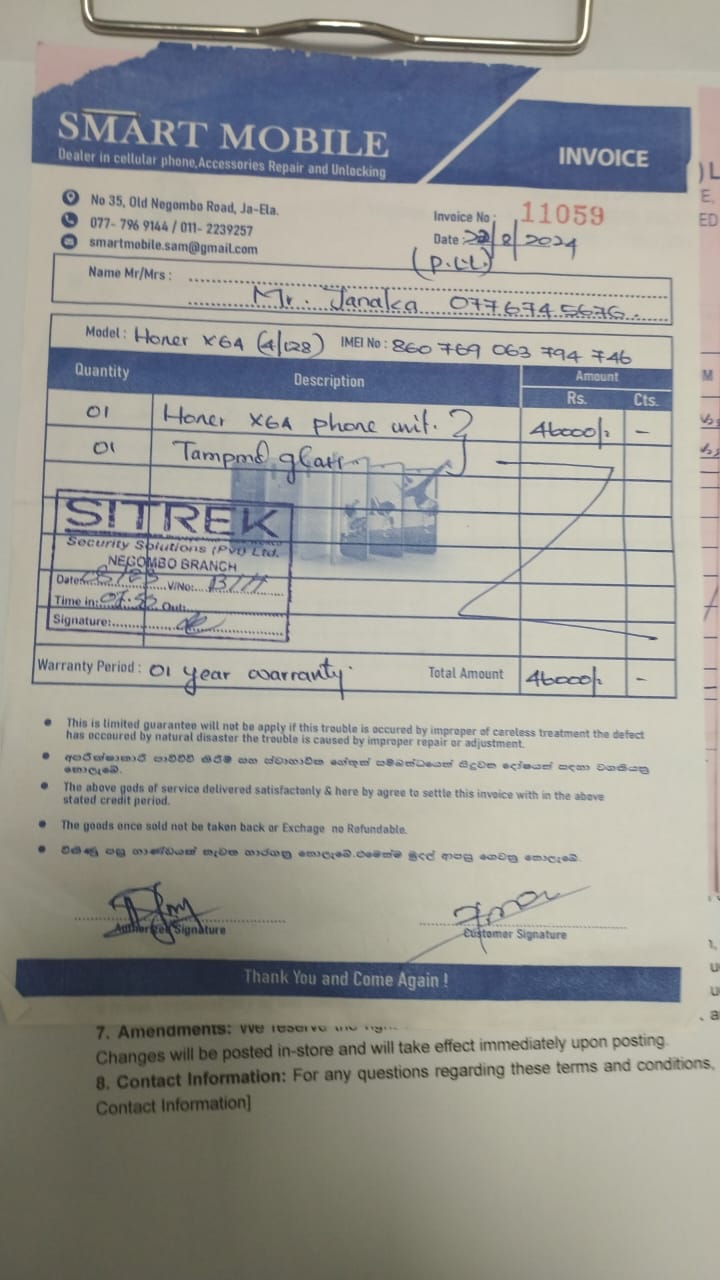 SMART MOBILE
Dealer in cellular phone,Accessories Repair and Unlocking
INVOICE
No 35, Old Negombo Road, Ja-Ela.
077- 796 9144 / 011- 2239257
smartmobile.sam@gmail.com
Invoice No : 11059
Date : 22/8/2024
Name Mr/Mrs :
Mr. Janaka 0776745676.
Model : Honer X6A (4/128) IMEI No : 860 769 063 794 746
Quantity Description Amount
Rs. Cts.
01 Honer X6A phone unit. 46000/. -
01 Tampmd glass
SITREK
Security Solutions (Pvt) Ltd.
NEGOMBO BRANCH
Date: V/No:
Time in: Out:
Signature:
Warranty Period : 01 year warranty. Total Amount 46000/. -
This is limited guarantee will not be apply if this trouble is occured by improper of careless treatment the defect
has occoured by natural disaster the trouble is caused by improper repair or adjustment.
The above gods of service delivered satisfactonly & here by agree to settle this invoice with in the above
stated credit period.
The goods once sold not be taken back or Exchage no Refundable.
Authorized Signature
Customer Signature
Thank You and Come Again !
7. Amendments: We reserve the
Changes will be posted in-store and will take effect immediately upon posting.
8. Contact Information: For any questions regarding these terms and conditions,
Contact Information]